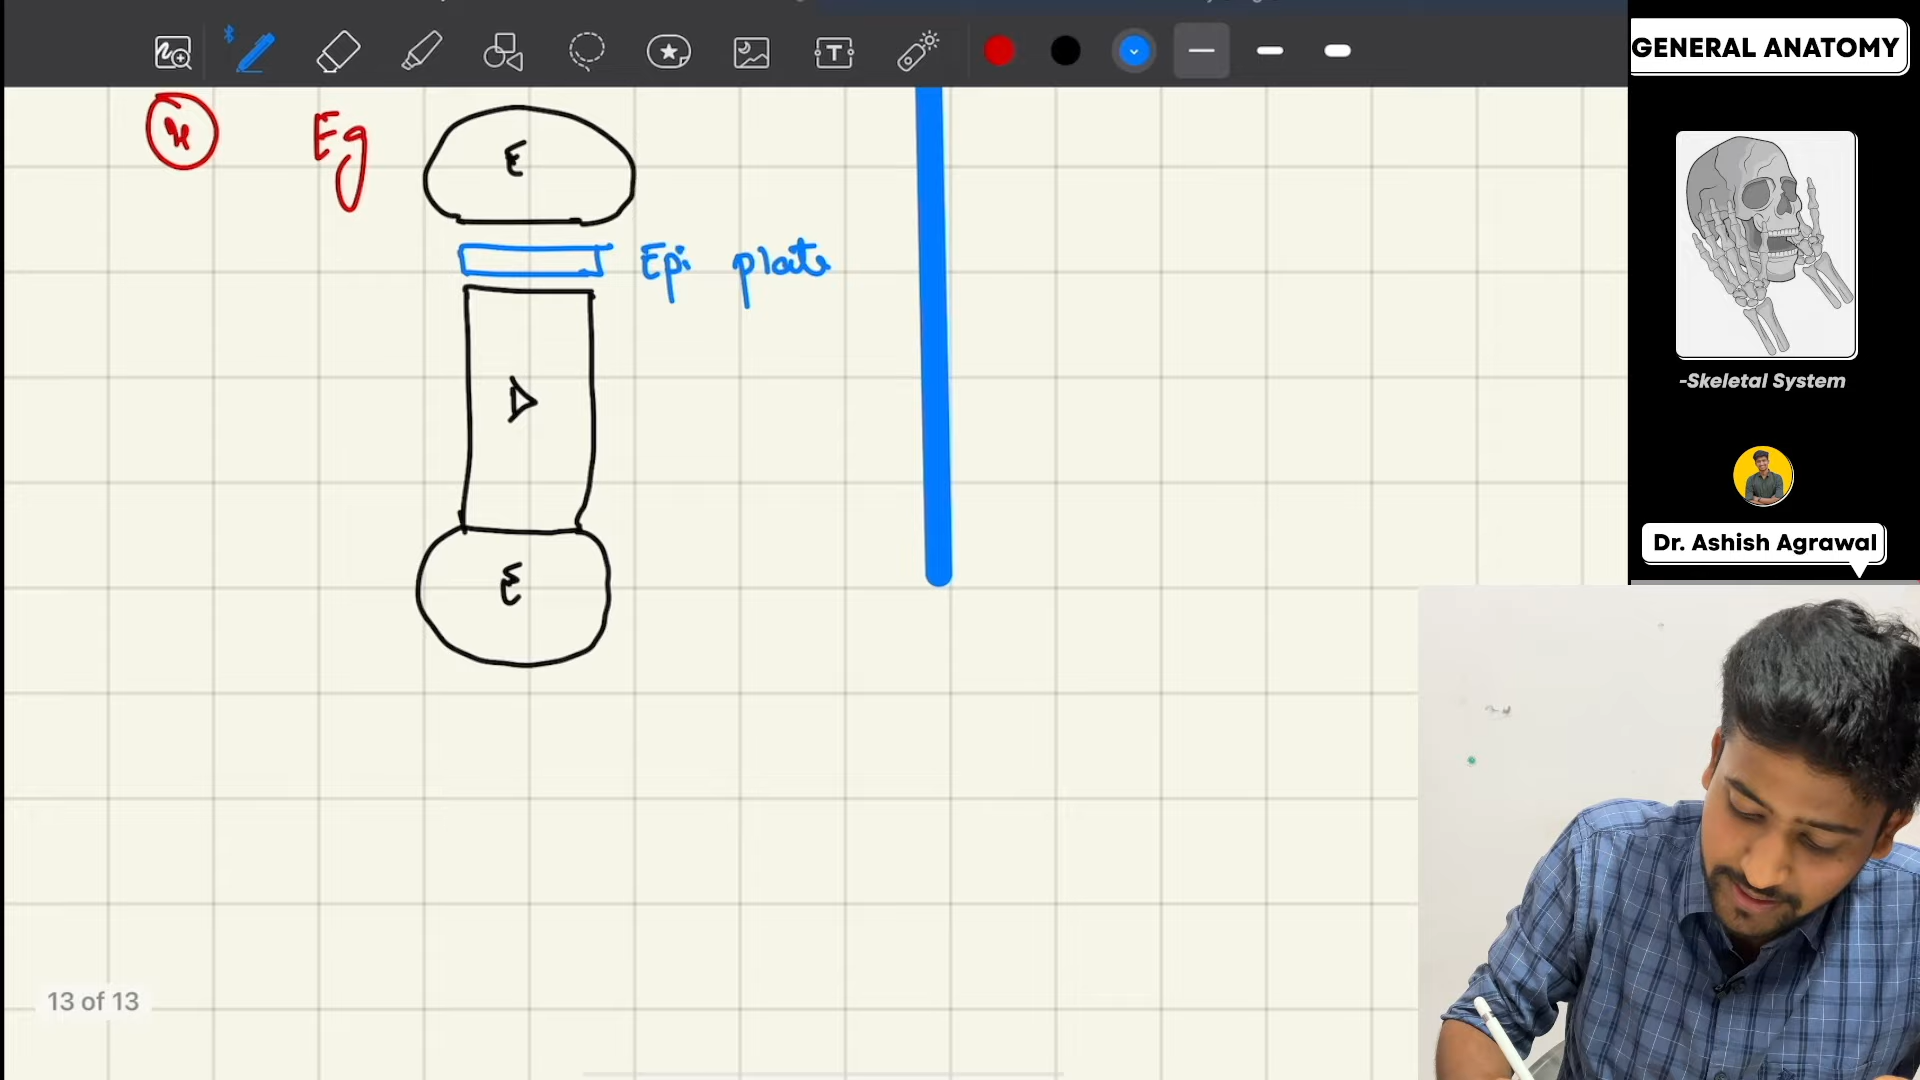 GENERAL ANATOMY
Eg
E
Epi plate
D
E
-Skeletal System
Dr. Ashish Agrawal
13 of 13
T